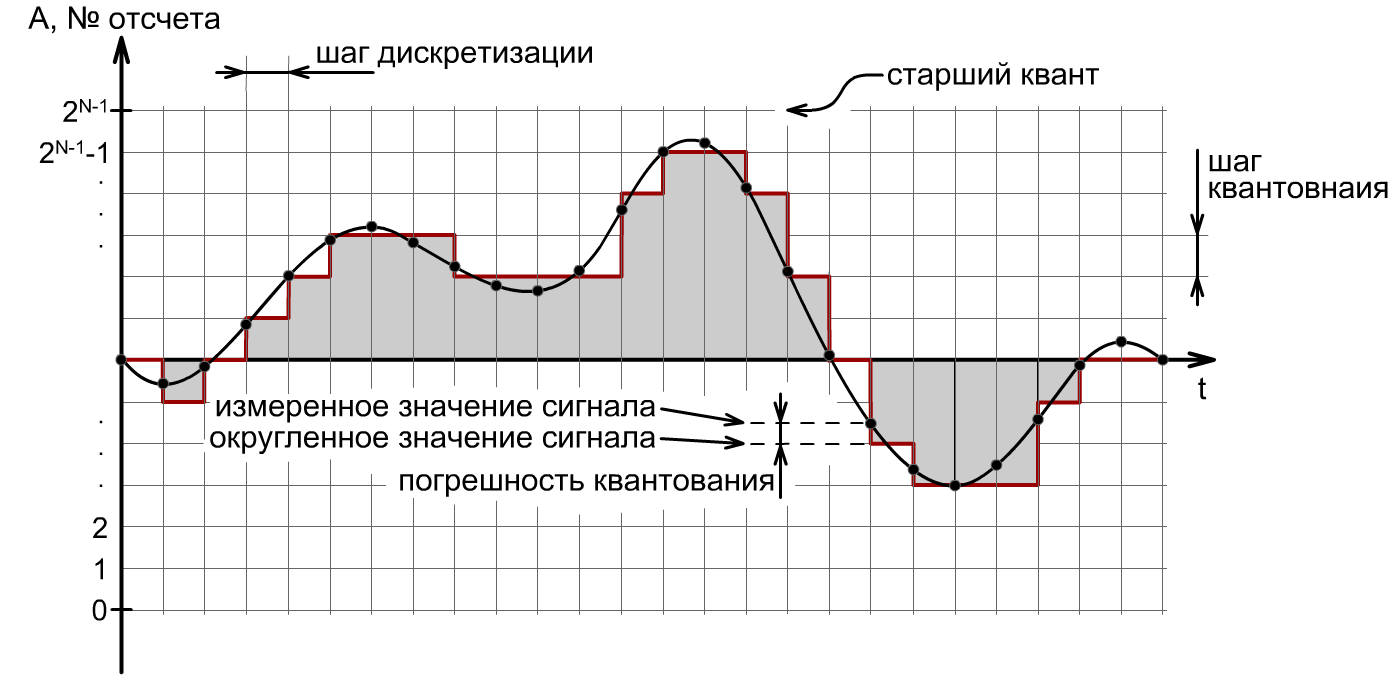 А, № отсчета
шаг дискретизации
старший квант
2^N-1
2^N-1-1
.
.
.
шаг
квантовнаия
t
измеренное значение сигнала
округленное значение сигнала
погрешность квантования
.
.
.
2
1
0